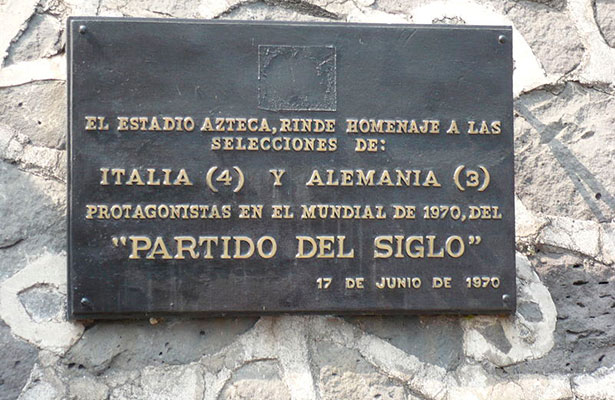 EL ESTADIO AZTECA, RINDE HOMENAJE A LAS
SELECCIONES DE:
ITALIA (4) Y ALEMANIA (3)
PROTAGONISTAS EN EL MUNDIAL DE 1970, DEL
"PARTIDO DEL SIGLO"
17 DE JUNIO DE 1970